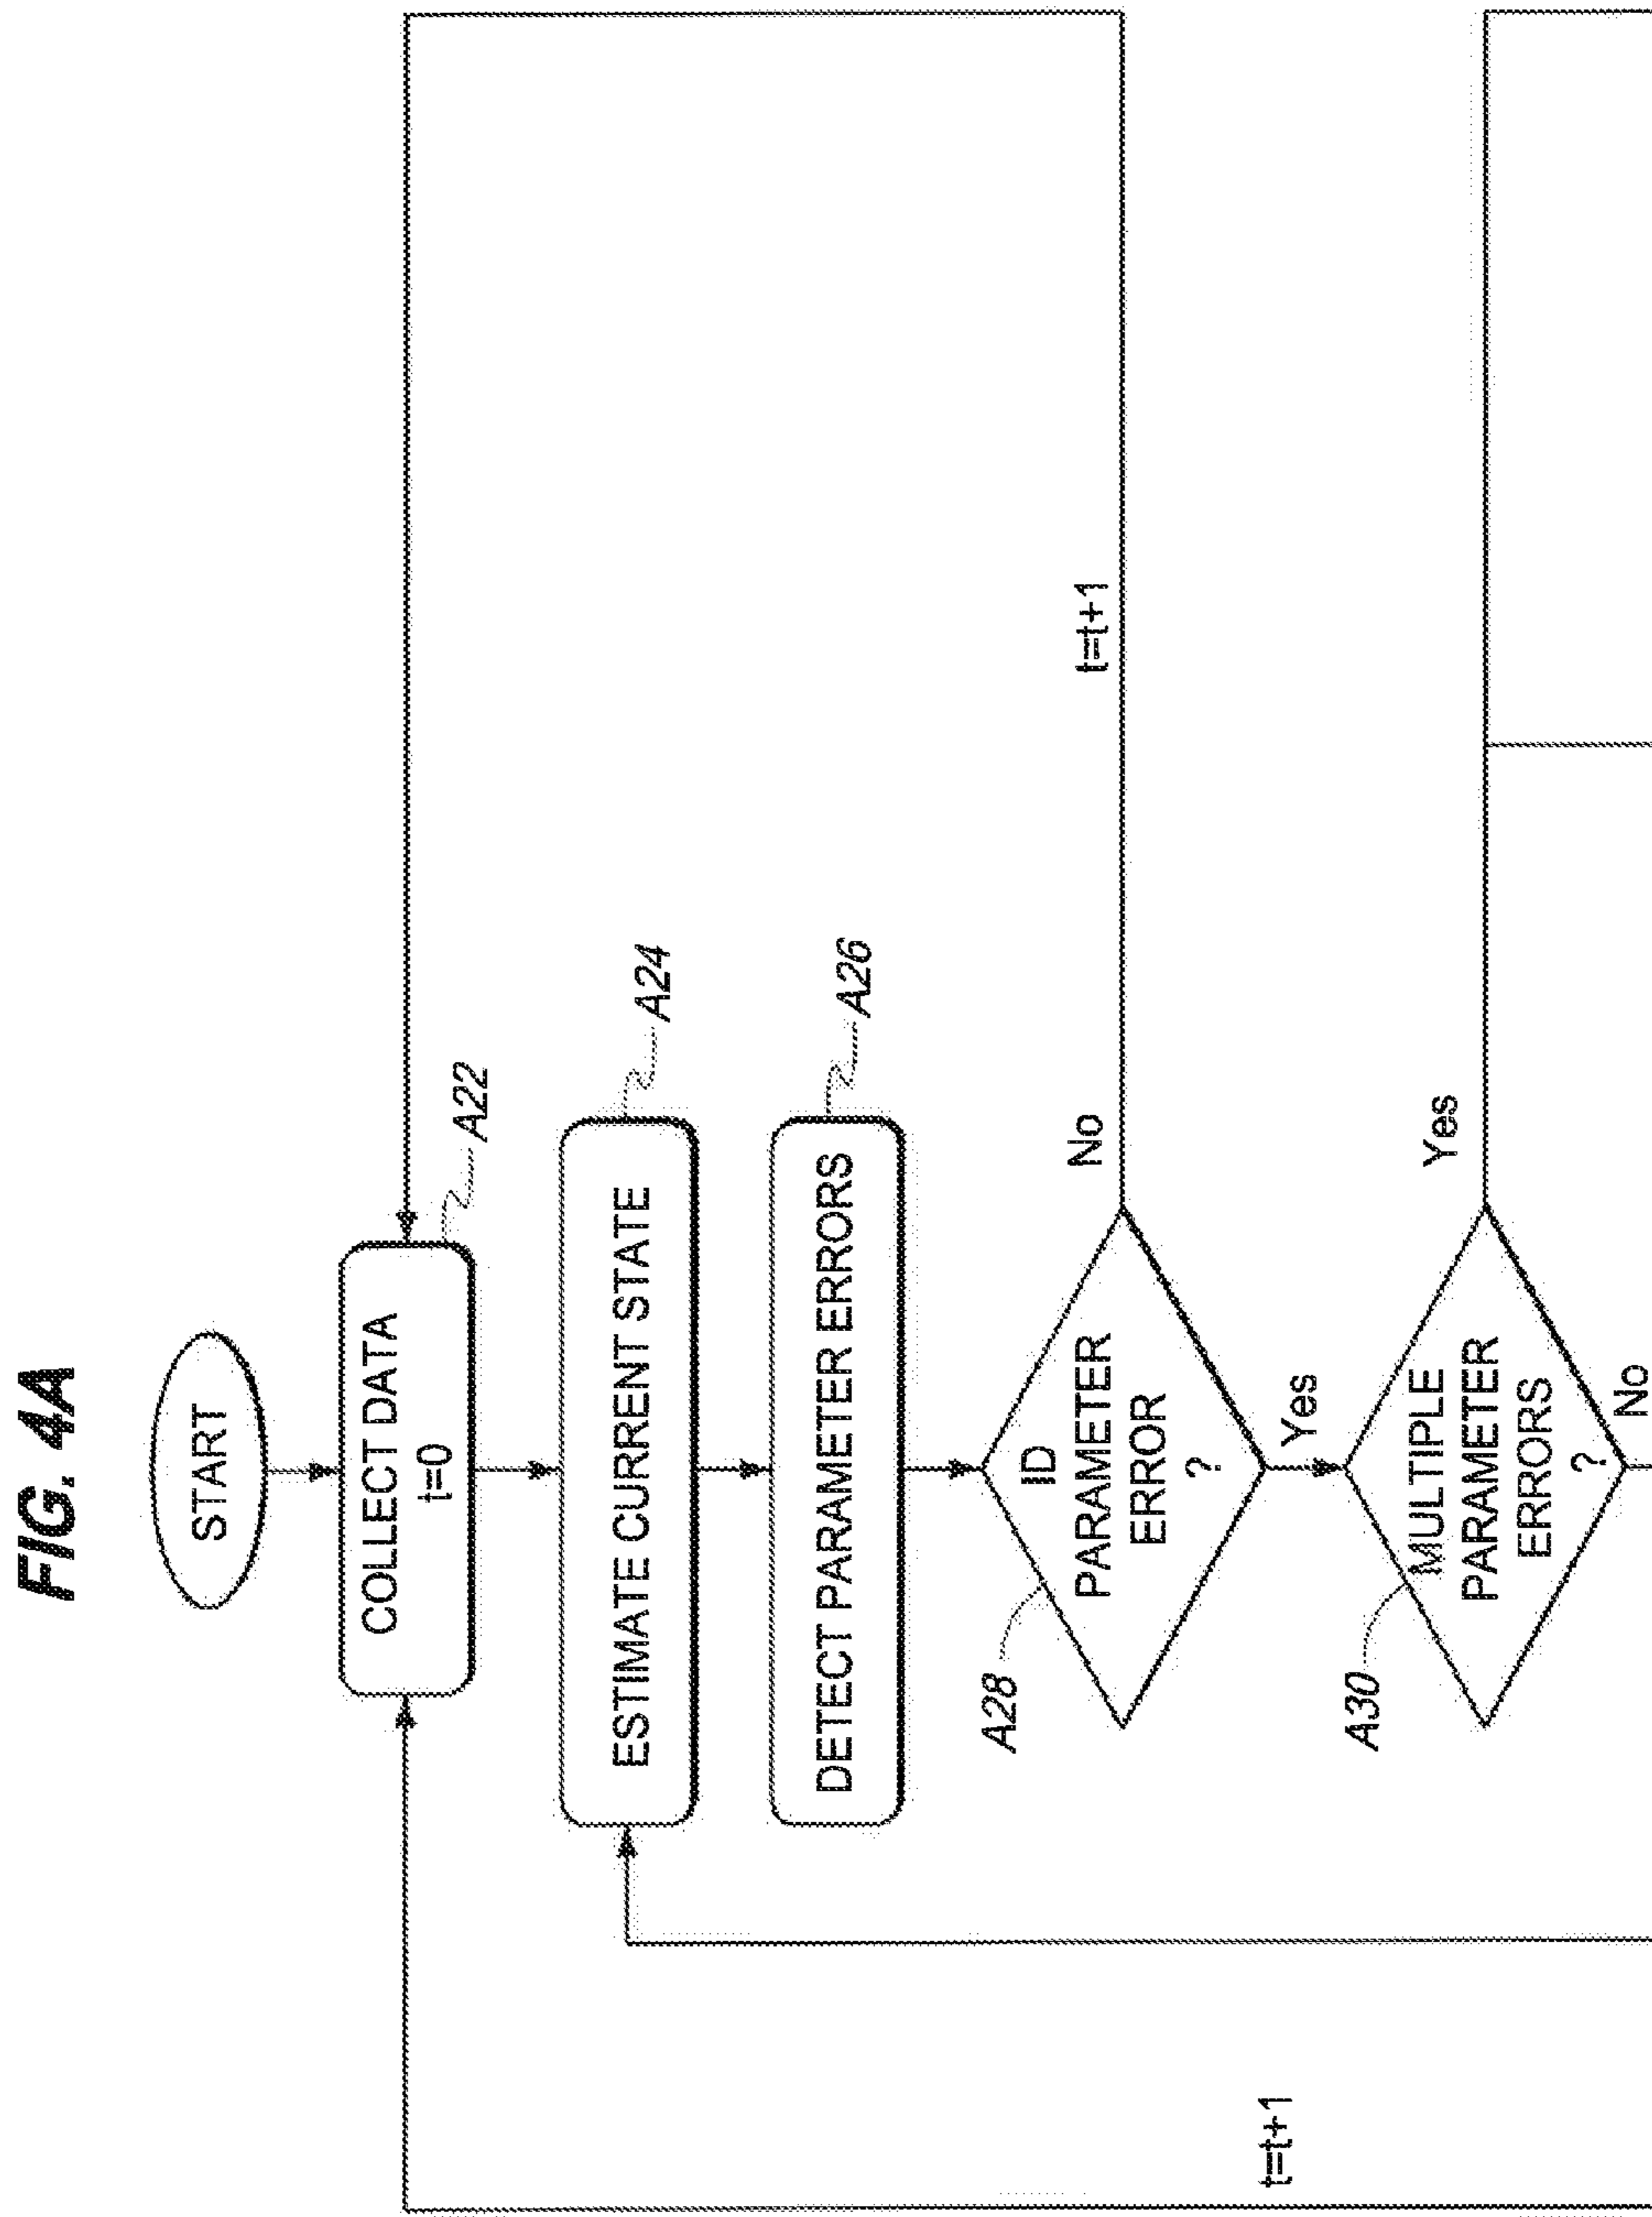 FIG. 4A
START
COLLECT DATA
t=0
A22
ESTIMATE CURRENT STATE
A24
DETECT PARAMETER ERRORS
A26
ID
PARAMETER
ERROR
?
A28
No
t=t+1
Yes
MULTIPLE
PARAMETER
ERRORS
?
A30
Yes
No
t=t+1